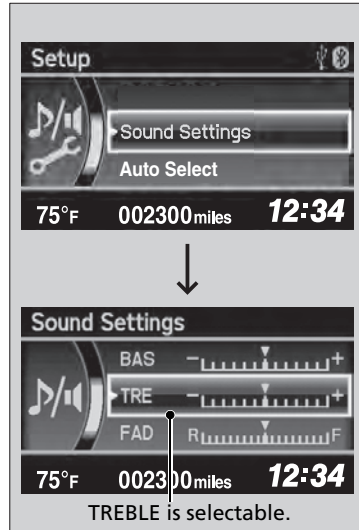 Setup
Sound Settings
Auto Select
75°F 002300 miles 12:34
Sound Settings
BAS - +
TRE - +
FAD R F
75°F 002300 miles 12:34
TREBLE is selectable.